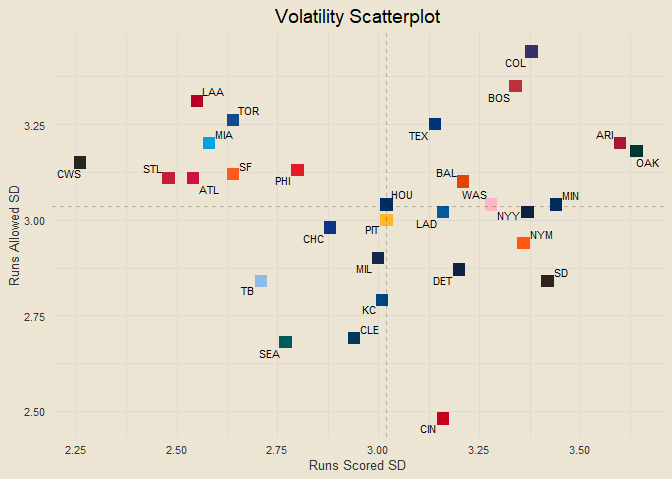 Volatility Scatterplot
COL
BOS
LAA
TOR
TEX
3.25
MIA
ARI
OAK
CWS
STL
SF
PHI
BAL
ATL
WAS
HOU
MIN
NYY
3.00
PIT
LAD
CHC
NYM
MIL
DET
SD
TB
KC
2.75
CLE
SEA
CIN
2.50
Runs Allowed SD
2.25 2.50 2.75 3.00 3.25 3.50
Runs Scored SD